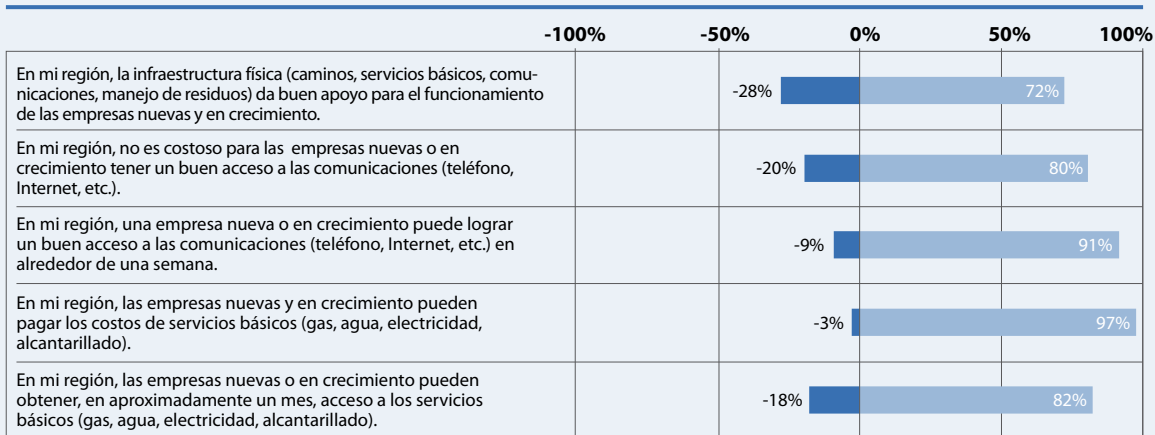 -100% -50% 0% 50% 100%
En mi región, la infraestructura física (caminos, servicios básicos, comu-
nicaciones, manejo de residuos) da buen apoyo para el funcionamiento
de las empresas nuevas y en crecimiento.
-28% 72%
En mi región, no es costoso para las empresas nuevas o en
crecimiento tener un buen acceso a las comunicaciones (teléfono,
Internet, etc.).
-20% 80%
En mi región, una empresa nueva o en crecimiento puede lograr
un buen acceso a las comunicaciones (teléfono, Internet, etc.) en
alrededor de una semana.
-9% 91%
En mi región, las empresas nuevas y en crecimiento pueden
pagar los costos de servicios básicos (gas, agua, electricidad,
alcantarillado).
-3% 97%
En mi región, las empresas nuevas o en crecimiento pueden
obtener, en aproximadamente un mes, acceso a los servicios
básicos (gas, agua, electricidad, alcantarillado).
-18% 82%